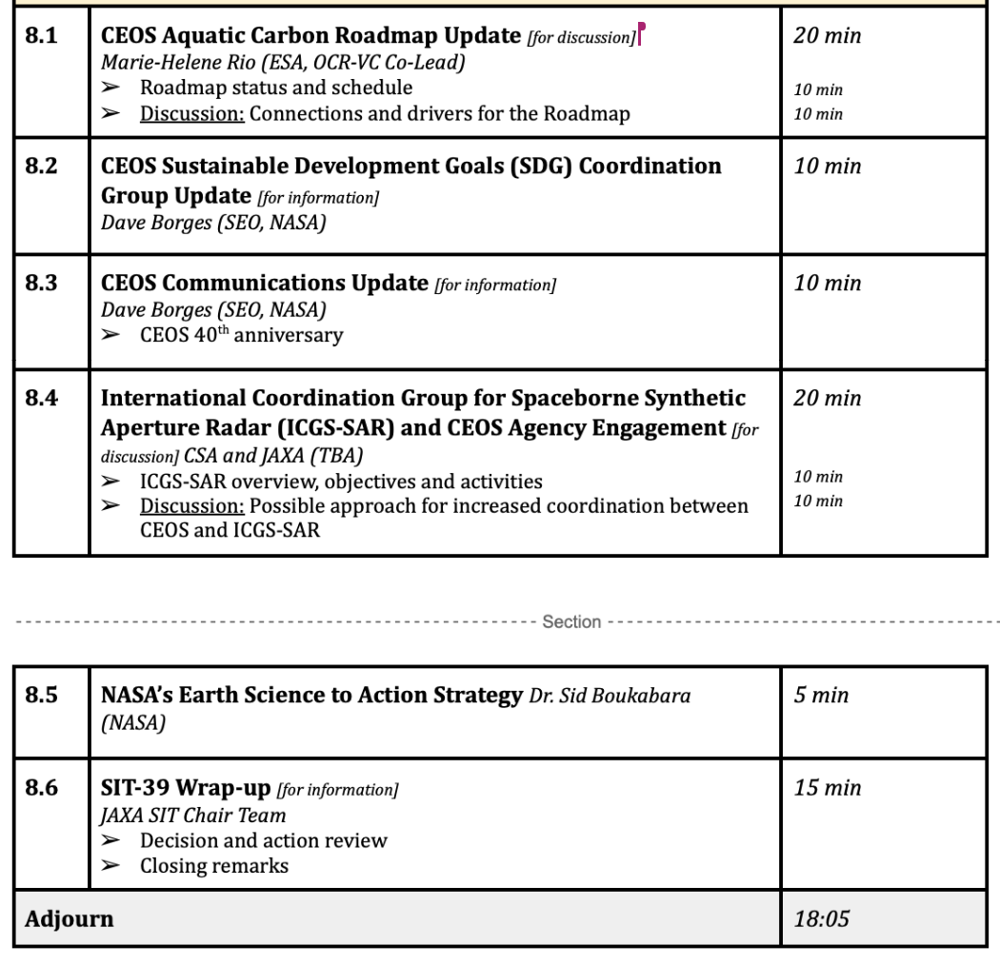 8.1 CEOS Aquatic Carbon Roadmap Update [for discussion] 20 min
Marie-Helene Rio (ESA, OCR-VC Co-Lead)
➢ Roadmap status and schedule 10 min
➢ Discussion: Connections and drivers for the Roadmap 10 min
8.2 CEOS Sustainable Development Goals (SDG) Coordination 10 min
Group Update [for information]
Dave Borges (SEO, NASA)
8.3 CEOS Communications Update [for information] 10 min
Dave Borges (SEO, NASA)
➢ CEOS 40th anniversary
8.4 International Coordination Group for Spaceborne Synthetic 20 min
Aperture Radar (ICGS-SAR) and CEOS Agency Engagement [for
discussion] CSA and JAXA (TBA)
➢ ICGS-SAR overview, objectives and activities 10 min
➢ Discussion: Possible approach for increased coordination between 10 min
CEOS and ICGS-SAR
Section
8.5 NASA’s Earth Science to Action Strategy Dr. Sid Boukabara 5 min
(NASA)
8.6 SIT-39 Wrap-up [for information] 15 min
JAXA SIT Chair Team
➢ Decision and action review
➢ Closing remarks
Adjourn 18:05